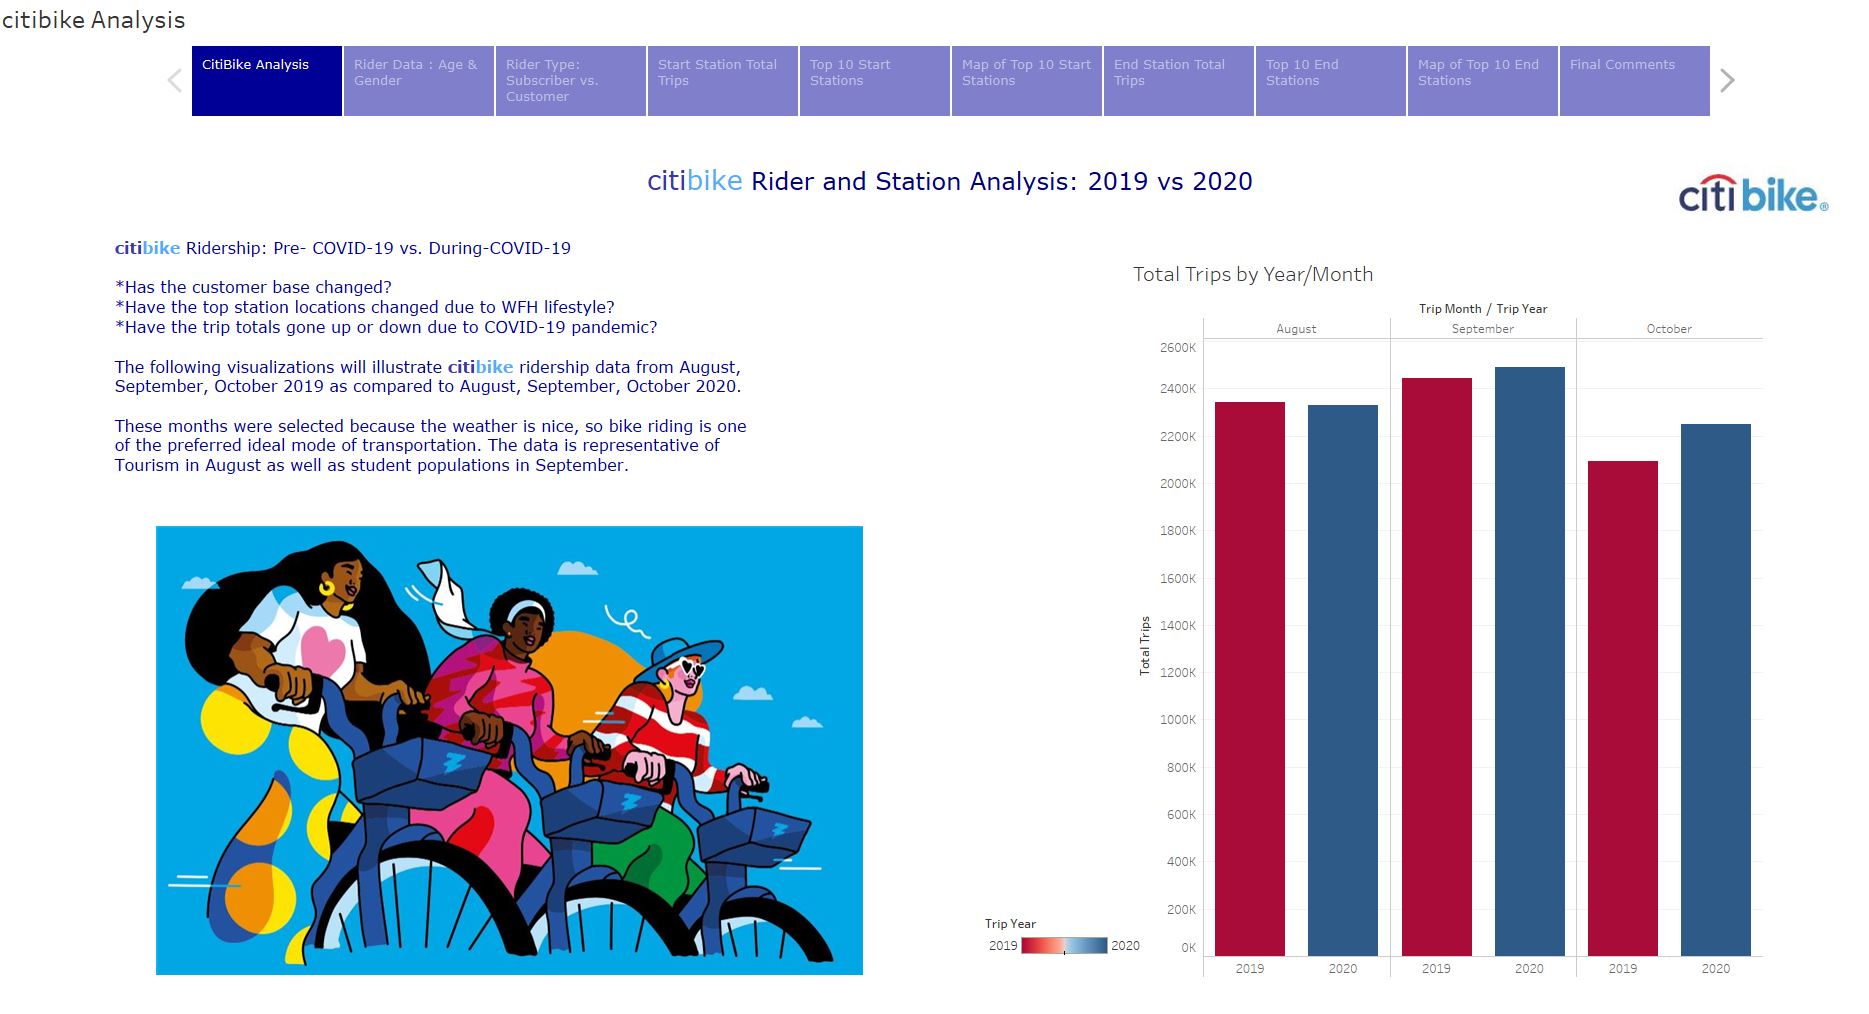 citibike Analysis
CitiBike Analysis
Rider Data : Age &
Gender
Rider Type:
Subscriber vs.
Customer
Start Station Total
Trips
Top 10 Start
Stations
Map of Top 10 Start
Stations
End Station Total
Trips
Top 10 End
Stations
Map of Top 10 End
Stations
Final Comments
citibike Rider and Station Analysis: 2019 vs 2020
citi bike®
citibike Ridership: Pre- COVID-19 vs. During-COVID-19
*Has the customer base changed?
*Have the top station locations changed due to WFH lifestyle?
*Have the trip totals gone up or down due to COVID-19 pandemic?
The following visualizations will illustrate citibike ridership data from August,
September, October 2019 as compared to August, September, October 2020.
These months were selected because the weather is nice, so bike riding is one
of the preferred ideal mode of transportation. The data is representative of
Tourism in August as well as student populations in September.
Total Trips by Year/Month
Trip Month / Trip Year
August September October
2600K
2400K
2200K
2000K
1800K
1600K
1400K
1200K
1000K
800K
600K
400K
200K
0K
Total Trips
2019 2020 2019 2020 2019 2020
Trip Year
2019 2020